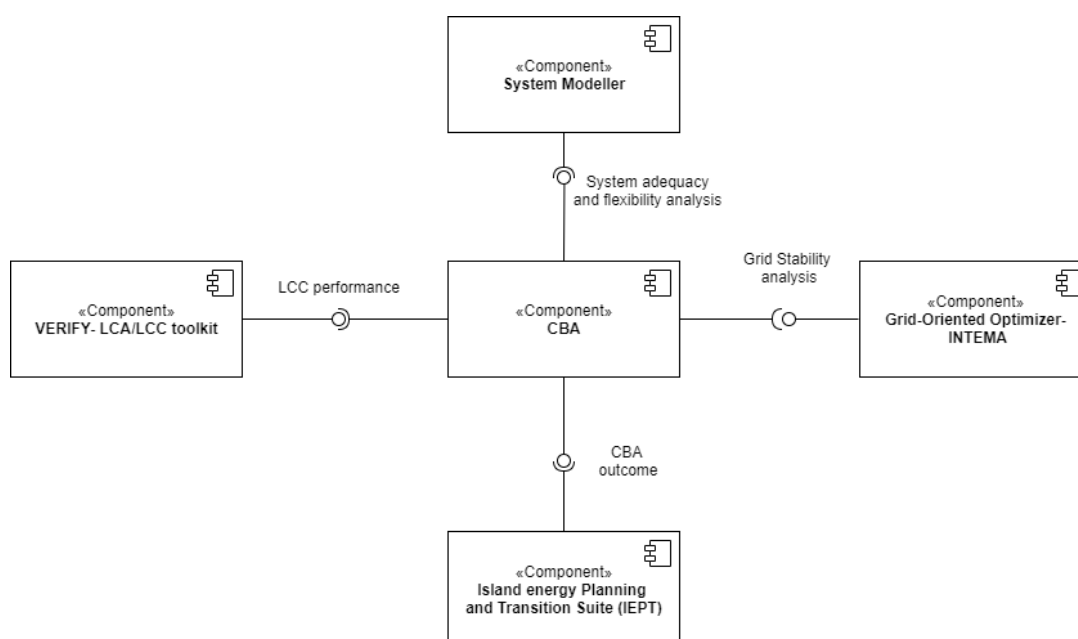 «Component»
System Modeller
System adequacy
and flexibility analysis
«Component»
VERIFY- LCA/LCC toolkit
LCC performance
«Component»
CBA
Grid Stability
analysis
«Component»
Grid-Oriented Optimizer-
INTEMA
CBA
outcome
«Component»
Island energy Planning
and Transition Suite (IEPT)